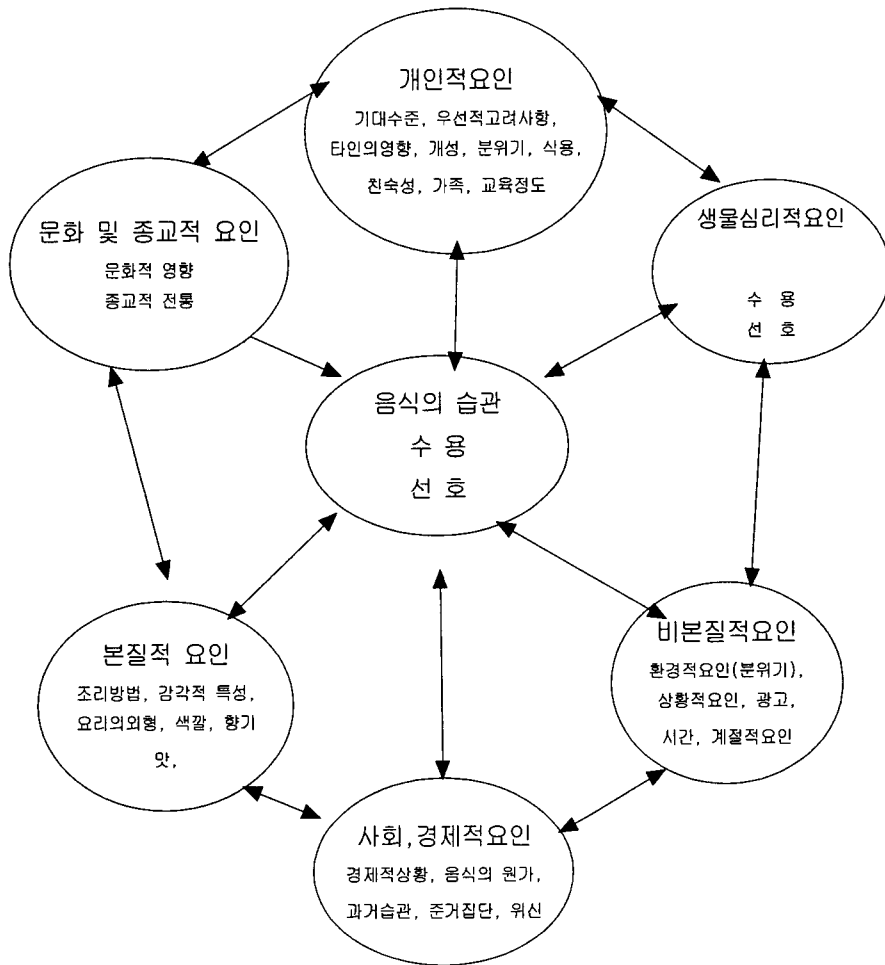 개인적요인
기대수준, 우선적고려사항,
타인의영향, 개성, 분위기, 식용,
친숙성, 가족, 교육정도
문화 및 종교적 요인
문화적 영향
종교적 전통
생물심리적요인
수 용
선 호
음식의 습관
수 용
선 호
본질적 요인
조리방법, 감각적 특성,
요리의외형, 색깔, 향기
맛,
비본질적요인
환경적요인(분위기),
상황적요인, 광고,
시간, 계절적요인
사회,경제적요인
경제적상황, 음식의 원가,
과거습관, 준거집단, 위신